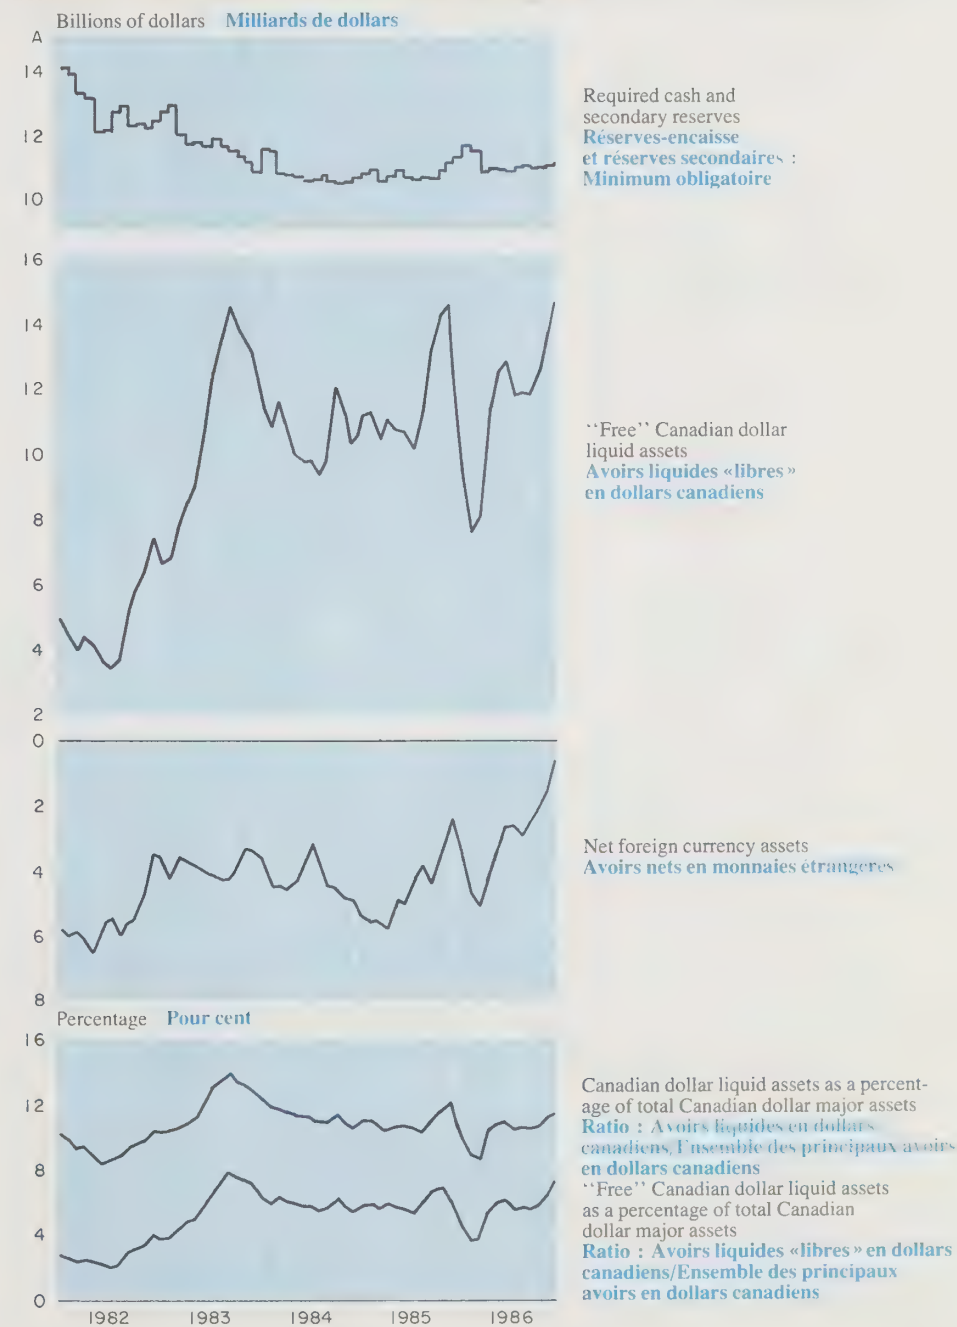 Billions of dollars Milliards de dollars
A
14
12
10
Required cash and
secondary reserves
Réserves-encaisse
et réserves secondaires :
Minimum obligatoire
16
14
12
10
8
6
4
2
"Free" Canadian dollar
liquid assets
Avoirs liquides «libres»
en dollars canadiens
0
2
4
6
8
Net foreign currency assets
Avoirs nets en monnaies étrangères
Percentage Pour cent
16
12
8
4
0
Canadian dollar liquid assets as a percent-
age of total Canadian dollar major assets
Ratio : Avoirs liquides en dollars
canadiens/Ensemble des principaux avoirs
en dollars canadiens
"Free" Canadian dollar liquid assets
as a percentage of total Canadian
dollar major assets
Ratio : Avoirs liquides «libres» en dollars
canadiens/Ensemble des principaux
avoirs en dollars canadiens
1982 1983 1984 1985 1986